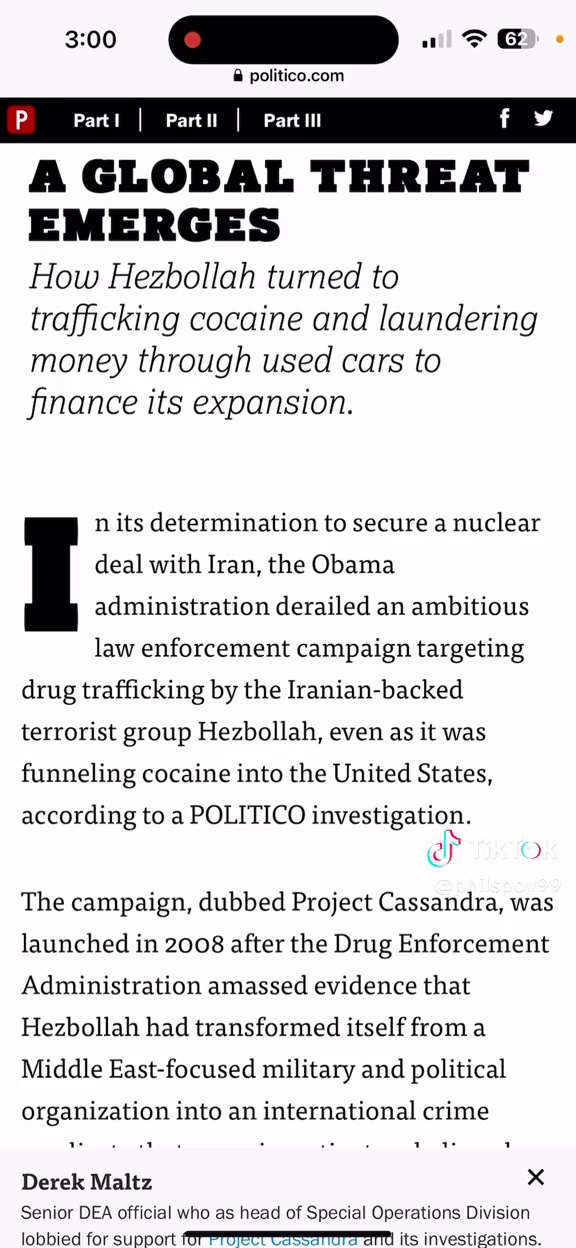 3:00
62
politico.com
P
Part I | Part II | Part III
f
A GLOBAL THREAT
EMERGES
How Hezbollah turned to
trafficking cocaine and laundering
money through used cars to
finance its expansion.
In its determination to secure a nuclear
deal with Iran, the Obama
administration derailed an ambitious
law enforcement campaign targeting
drug trafficking by the Iranian-backed
terrorist group Hezbollah, even as it was
funneling cocaine into the United States,
according to a POLITICO investigation.
TikTok
@philspov99
The campaign, dubbed Project Cassandra, was
launched in 2008 after the Drug Enforcement
Administration amassed evidence that
Hezbollah had transformed itself from a
Middle East-focused military and political
organization into an international crime
Derek Maltz
Senior DEA official who as head of Special Operations Division
lobbied for support for Project Cassandra and its investigations.